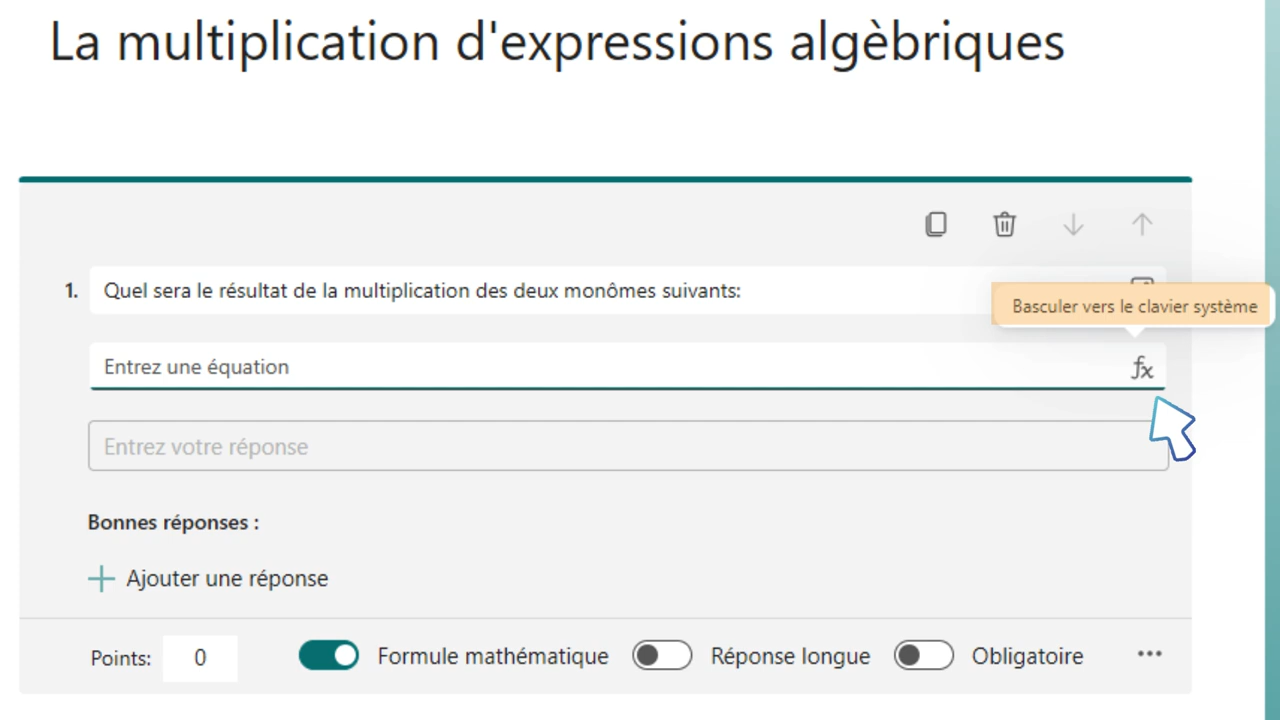 La multiplication d'expressions algèbriques
1. Quel sera le résultat de la multiplication des deux monômes suivants:
Basculer vers le clavier système
Entrez une équation fx
Entrez votre réponse
Bonnes réponses :
Ajouter une réponse
Points: 0 Formule mathématique Réponse longue Obligatoire